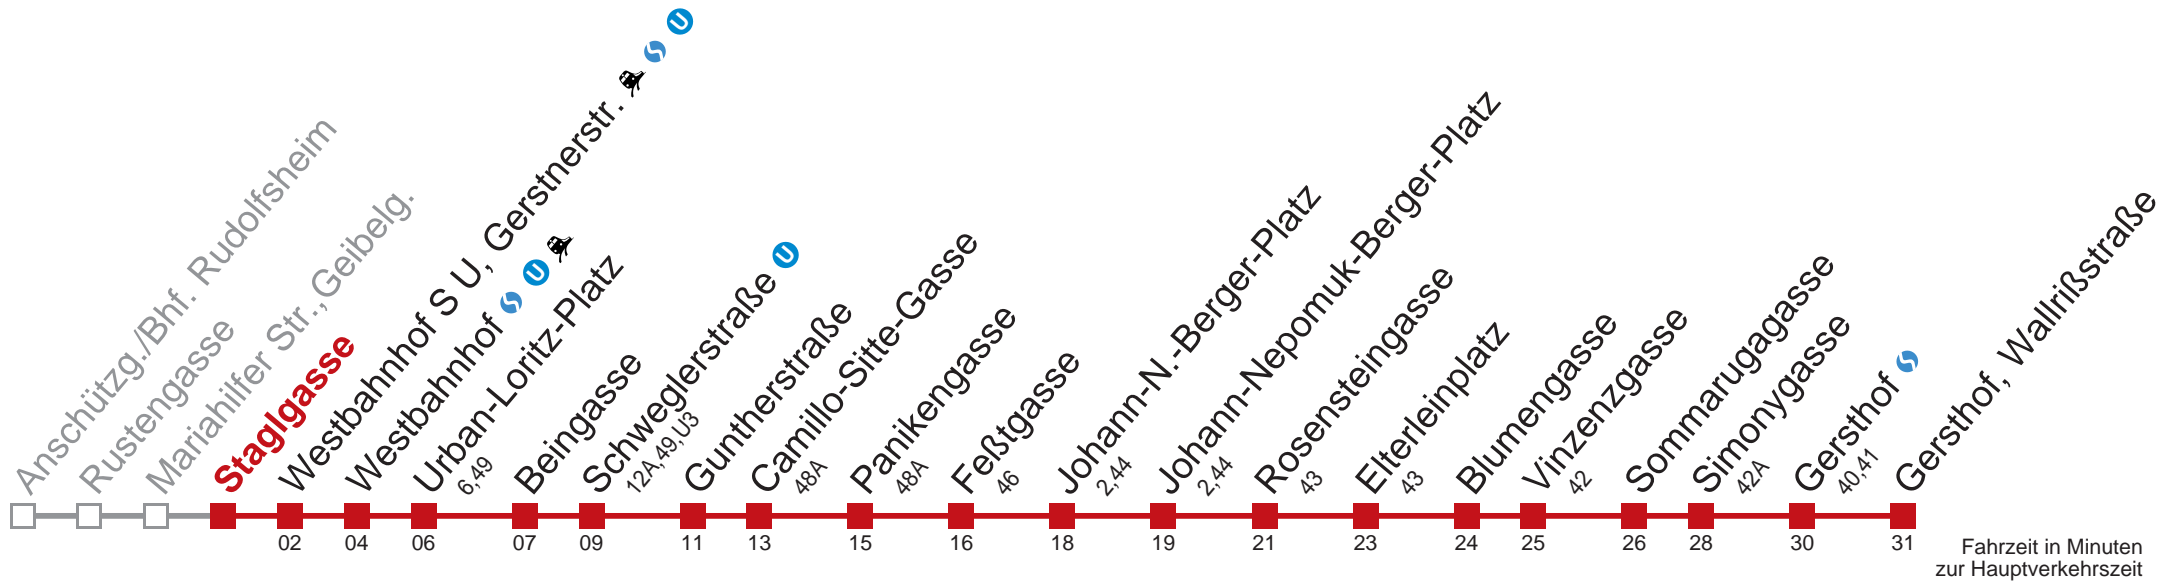 Anschützg./Bhf. Rudolfsheim
Rustengasse
Mariahilfer Str.,Geibelg.
Staglgasse
Westbahnhof S U, Gerstnerstr.
02
Westbahnhof
04
Urban-Loritz-Platz
6,49
06
Beingasse
07
Schweglerstraße
12A,49,U3
09
Guntherstraße
11
Camillo-Sitte-Gasse
48A
13
Panikengasse
48A
15
Feßtgasse
46
16
Johann-N.-Berger-Platz
2,44
18
Johann-Nepomuk-Berger-Platz
2,44
19
Rosensteingasse
43
21
Elterleinplatz
43
23
Blumengasse
24
Vinzenzgasse
42
25
Sommarugagasse
26
Simonygasse
42A
28
Gersthof
40,41
30
Gersthof, Wallrißstraße
31
Fahrzeit in Minuten
zur Hauptverkehrszeit